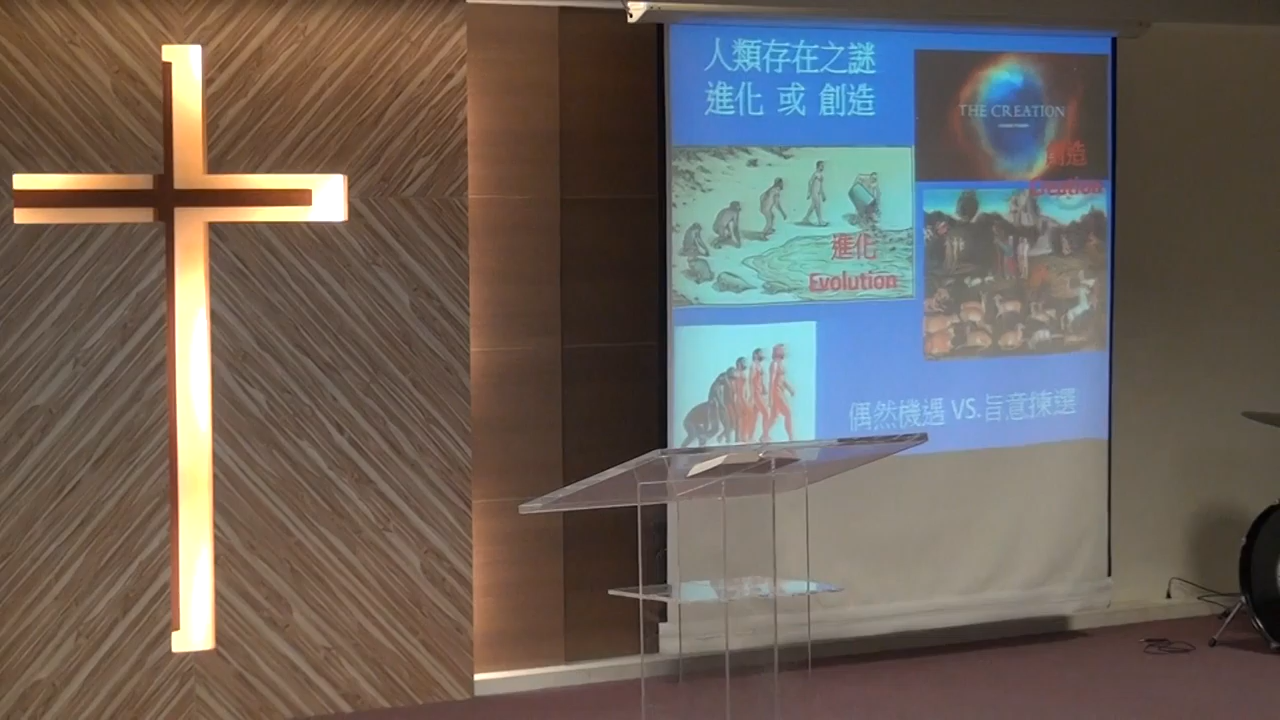 人類存在之謎
進化 或 創造
THE CREATION
創造
Creation
進化
Evolution
偶然機遇 VS.旨意揀選